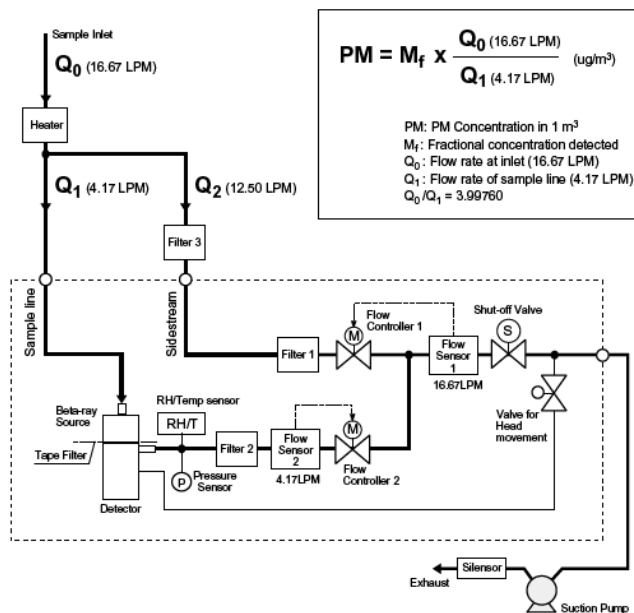 Sample Inlet
Q0 (16.67 LPM)
PM = Mf x Q0 (16.67 LPM) / Q1 (4.17 LPM) (ug/m³)
Heater
PM: PM Concentration in 1 m³
Mf : Fractional concentration detected
Q0 : Flow rate at inlet (16.67 LPM)
Q1 : Flow rate of sample line (4.17 LPM)
Q0 /Q1 = 3.99760
Q1 (4.17 LPM)
Q2 (12.50 LPM)
Filter 3
Sample line
Sidestream
Flow
Controller 1
Shut-off Valve
M
S
Filter 1
Flow
Sensor
1
16.67LPM
Beta-ray
Source
RH/Temp sensor
RH/T
Valve for
Head
movement
M
Tape Filter
Filter 2
Flow
Sensor
2
4.17LPM
Flow
Controller 2
P
Pressure
Sensor
Detector
Exhaust
Silensor
Suction Pump